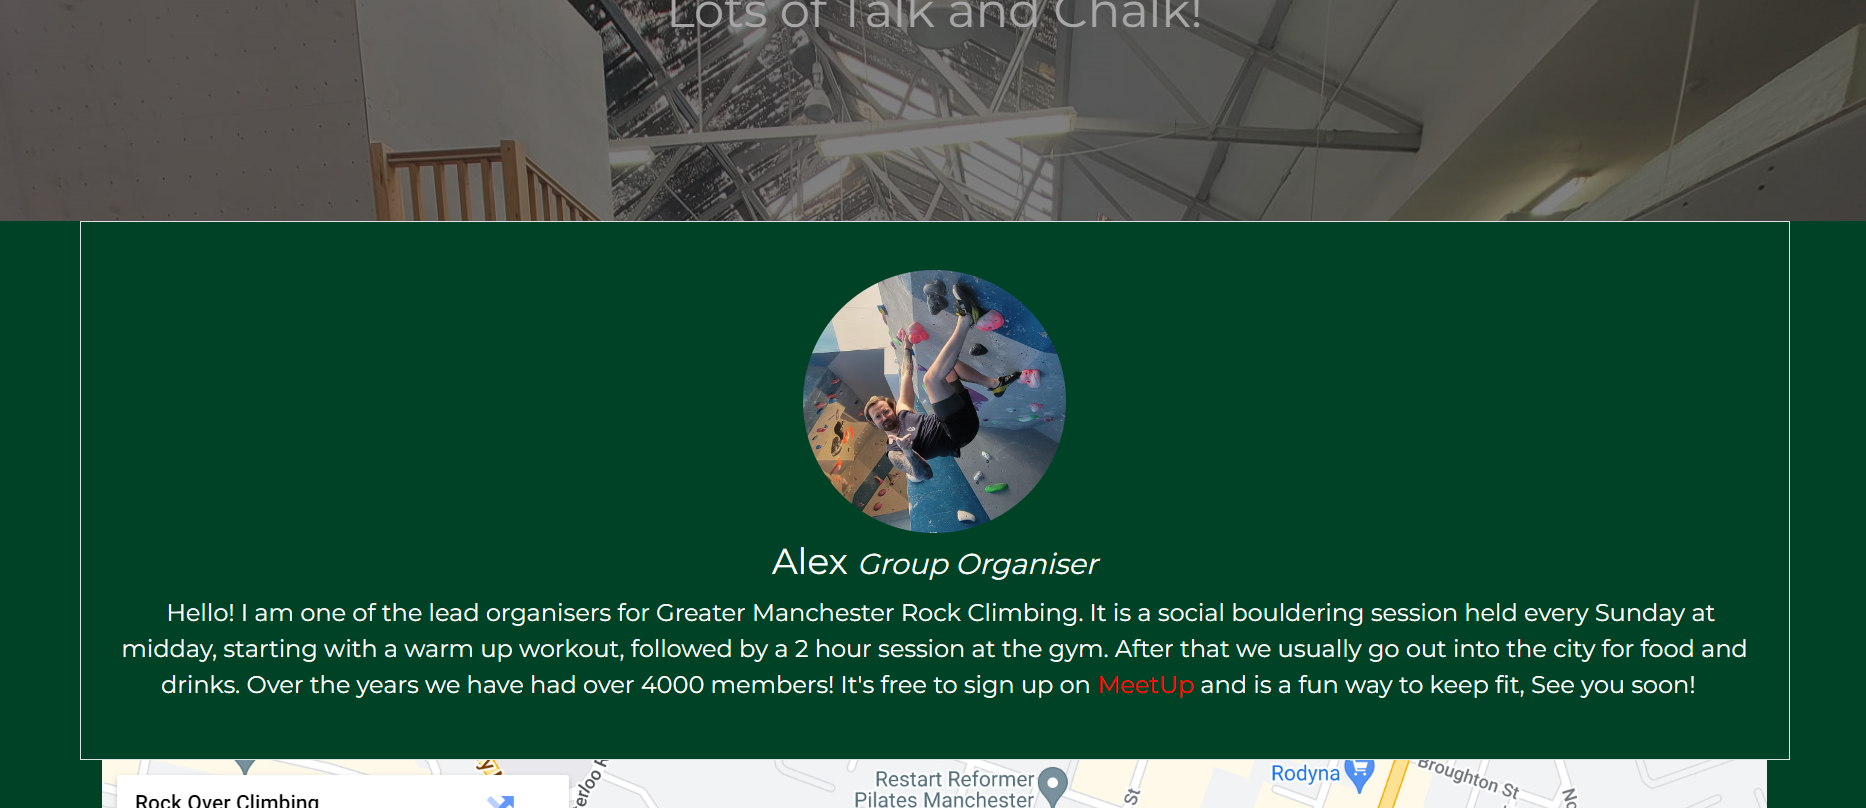 Lots of Talk and Chalk!
Alex Group Organiser
Hello! I am one of the lead organisers for Greater Manchester Rock Climbing. It is a social bouldering session held every Sunday at
midday, starting with a warm up workout, followed by a 2 hour session at the gym. After that we usually go out into the city for food and
drinks. Over the years we have had over 4000 members! It's free to sign up on MeetUp and is a fun way to keep fit, See you soon!
Rock Over Climbing
erloo R
Restart Reformer
Pilates Manchester
St
Rodyna
Broughton St
No